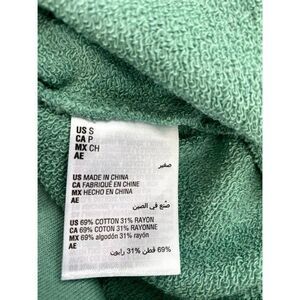 US S
CA P
MX CH
AE
صغير
US MADE IN CHINA
CA FABRIQUÉ EN CHINE
MX HECHO EN CHINA
AE
صنع في الصين
US 69% COTTON 31% RAYON
CA 69% COTON 31% RAYONNE
MX 69% algodón 31% rayón
AE
69% قطن 31% رايون